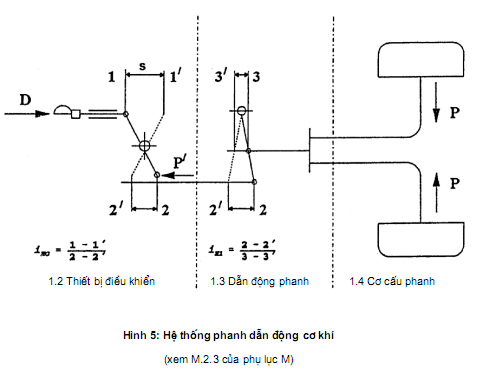 s
1 1′ 3′ 3
D P
P′
P
2′ 2 2′ 2
i_HO = 1 - 1′ / 2 - 2′ i_H1 = 2 - 2′ / 3 - 3′
1.2 Thiết bị điều khiển 1.3 Dẫn động phanh 1.4 Cơ cấu phanh
Hình 5: Hệ thống phanh dẫn động cơ khí
(xem M.2.3 của phụ lục M)